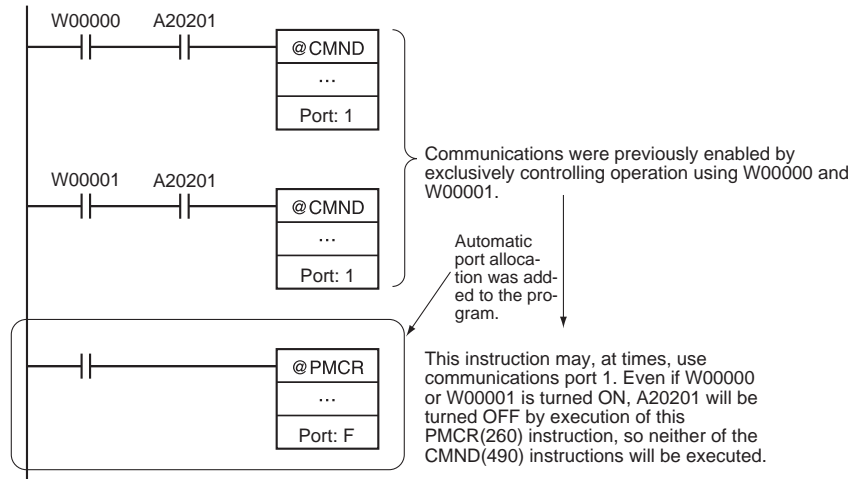 W00000 A20201
@CMND
...
Port: 1
Communications were previously enabled by
exclusively controlling operation using W00000 and
W00001.
W00001 A20201
@CMND
...
Port: 1
Automatic
port alloca-
tion was add-
ed to the pro-
gram.
@PMCR
...
Port: F
This instruction may, at times, use
communications port 1. Even if W00000
or W00001 is turned ON, A20201 will be
turned OFF by execution of this
PMCR(260) instruction, so neither of the
CMND(490) instructions will be executed.